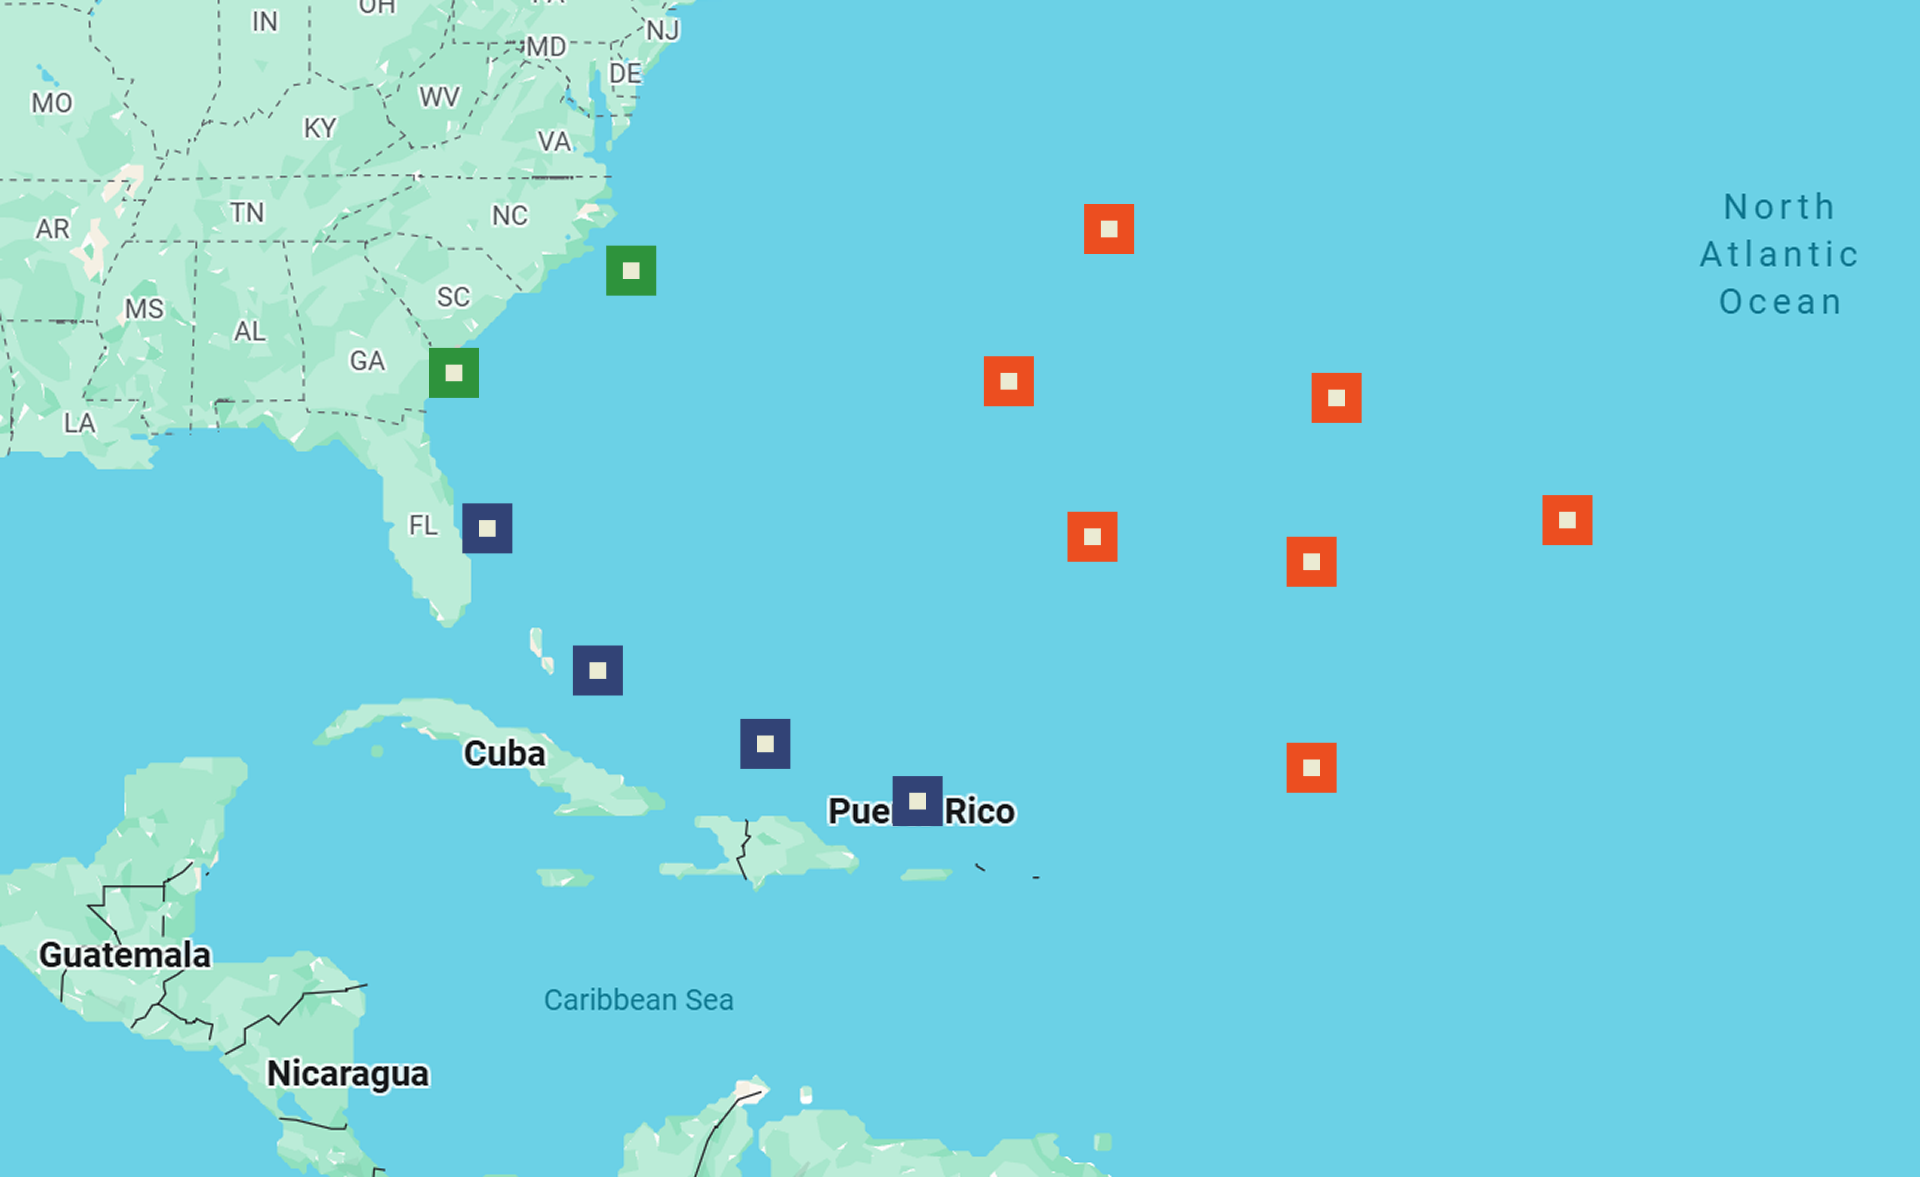 OH
IN
NJ
MD
DE
MO
WV
KY
VA
North
Atlantic
Ocean
TN
NC
AR
SC
MS
AL
GA
LA
FL
Cuba
Pue Rico
Guatemala
Caribbean Sea
Nicaragua